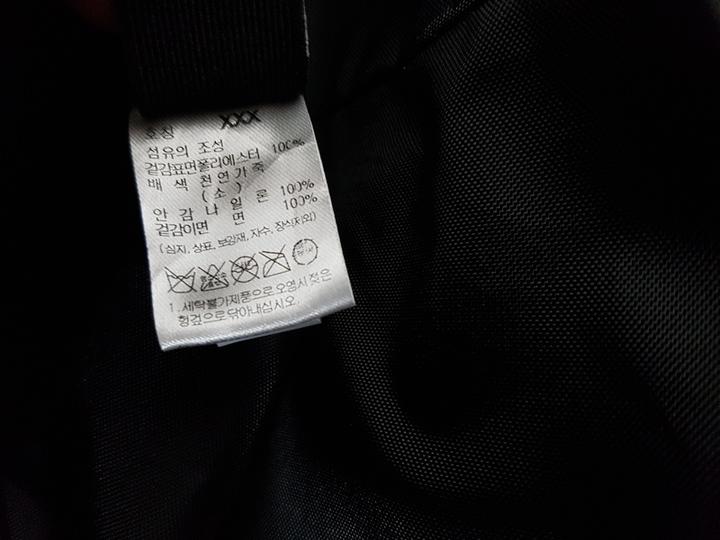 호칭 XXX
섬유의 조성
겉감표면폴리에스터 100%
배 색 천연가죽
(소)
안 감 나 일 론 100%
겉감이면 면 100%
(심지, 상표, 보강재, 자수, 장식제외)
1. 세탁불가제품으로 오염시 젖은
헝겊으로 닦아내십시오.